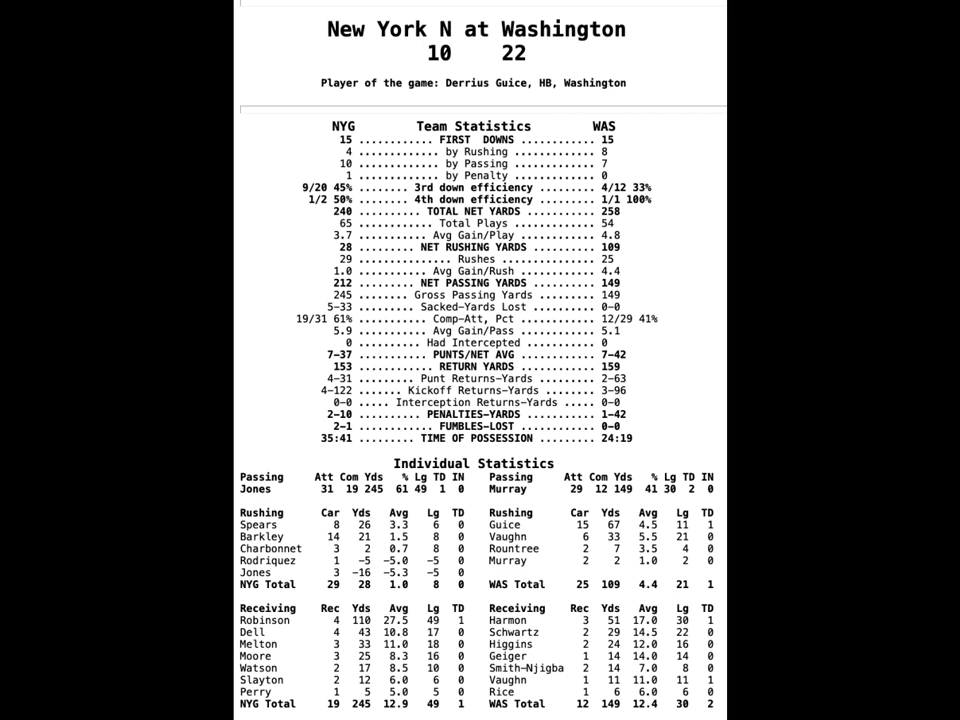 New York N at Washington
10 22
Player of the game: Derrius Guice, HB, Washington
NYG Team Statistics WAS
15 ............ FIRST DOWNS ............ 15
4 ............. by Rushing ............. 8
10 ............. by Passing ............. 7
1 ............. by Penalty ............. 0
9/20 45% ........ 3rd down efficiency ........ 4/12 33%
1/2 50% ........ 4th down efficiency ........ 1/1 100%
240 .......... TOTAL NET YARDS .......... 258
65 ............ Total Plays ............ 54
3.7 ........... Avg Gain/Play ........... 4.8
28 ......... NET RUSHING YARDS ......... 109
29 ............... Rushes ............... 25
1.0 ........... Avg Gain/Rush ........... 4.4
212 ......... NET PASSING YARDS ......... 149
245 ........ Gross Passing Yards ........ 149
5-33 ......... Sacked-Yards Lost ......... 0-0
19/31 61% ........... Comp-Att, Pct ........... 12/29 41%
5.9 ........... Avg Gain/Pass ........... 5.1
0 .......... Had Intercepted .......... 0
7-37 ........... PUNTS/NET AVG ........... 7-42
153 ............ RETURN YARDS ............ 159
4-31 ........ Punt Returns-Yards ........ 2-63
4-122 ....... Kickoff Returns-Yards ....... 3-96
0-0 ..... Interception Returns-Yards ..... 0-0
2-10 .......... PENALTIES-YARDS .......... 1-42
2-1 ............ FUMBLES-LOST ............ 0-0
35:41 ......... TIME OF POSSESSION ......... 24:19
Individual Statistics
Passing Att Com Yds % Lg TD IN Passing Att Com Yds % Lg TD IN
Jones 31 19 245 61 49 1 0 Murray 29 12 149 41 30 2 0
Rushing Car Yds Avg Lg TD Rushing Car Yds Avg Lg TD
Spears 8 26 3.3 6 0 Guice 15 67 4.5 11 1
Barkley 14 21 1.5 8 0 Vaughn 6 33 5.5 21 0
Charbonnet 3 2 0.7 8 0 Rountree 2 7 3.5 4 0
Rodriquez 1 -5 -5.0 -5 0 Murray 2 2 1.0 2 0
Jones 3 -16 -5.3 -5 0
NYG Total 29 28 1.0 8 0 WAS Total 25 109 4.4 21 1
Receiving Rec Yds Avg Lg TD Receiving Rec Yds Avg Lg TD
Robinson 4 110 27.5 49 1 Harmon 3 51 17.0 30 1
Dell 4 43 10.8 17 0 Schwartz 2 29 14.5 22 0
Melton 3 33 11.0 18 0 Higgins 2 24 12.0 16 0
Moore 3 25 8.3 16 0 Geiger 1 14 14.0 14 0
Watson 2 17 8.5 10 0 Smith-Njigba 2 14 7.0 8 0
Slayton 2 12 6.0 6 0 Vaughn 1 11 11.0 11 1
Perry 1 5 5.0 5 0 Rice 1 6 6.0 6 0
NYG Total 19 245 12.9 49 1 WAS Total 12 149 12.4 30 2